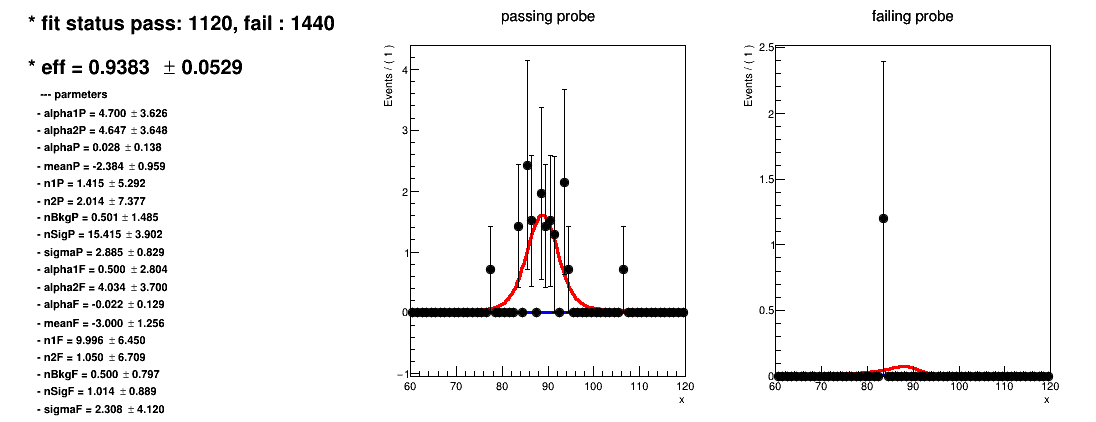 * fit status pass: 1120, fail : 1440
* eff = 0.9383 ± 0.0529
--- parmeters
- alpha1P = 4.700 ± 3.626
- alpha2P = 4.647 ± 3.648
- alphaP = 0.028 ± 0.138
- meanP = -2.384 ± 0.959
- n1P = 1.415 ± 5.292
- n2P = 2.014 ± 7.377
- nBkgP = 0.501 ± 1.485
- nSigP = 15.415 ± 3.902
- sigmaP = 2.885 ± 0.829
- alpha1F = 0.500 ± 2.804
- alpha2F = 4.034 ± 3.700
- alphaF = -0.022 ± 0.129
- meanF = -3.000 ± 1.256
- n1F = 9.996 ± 6.450
- n2F = 1.050 ± 6.709
- nBkgF = 0.500 ± 0.797
- nSigF = 1.014 ± 0.889
- sigmaF = 2.308 ± 4.120
passing probe
Events / ( 1 )
4
3
2
1
0
−1
60 70 80 90 100 110 120
x
failing probe
Events / ( 1 )
2.5
2
1.5
1
0.5
0
60 70 80 90 100 110 120
x